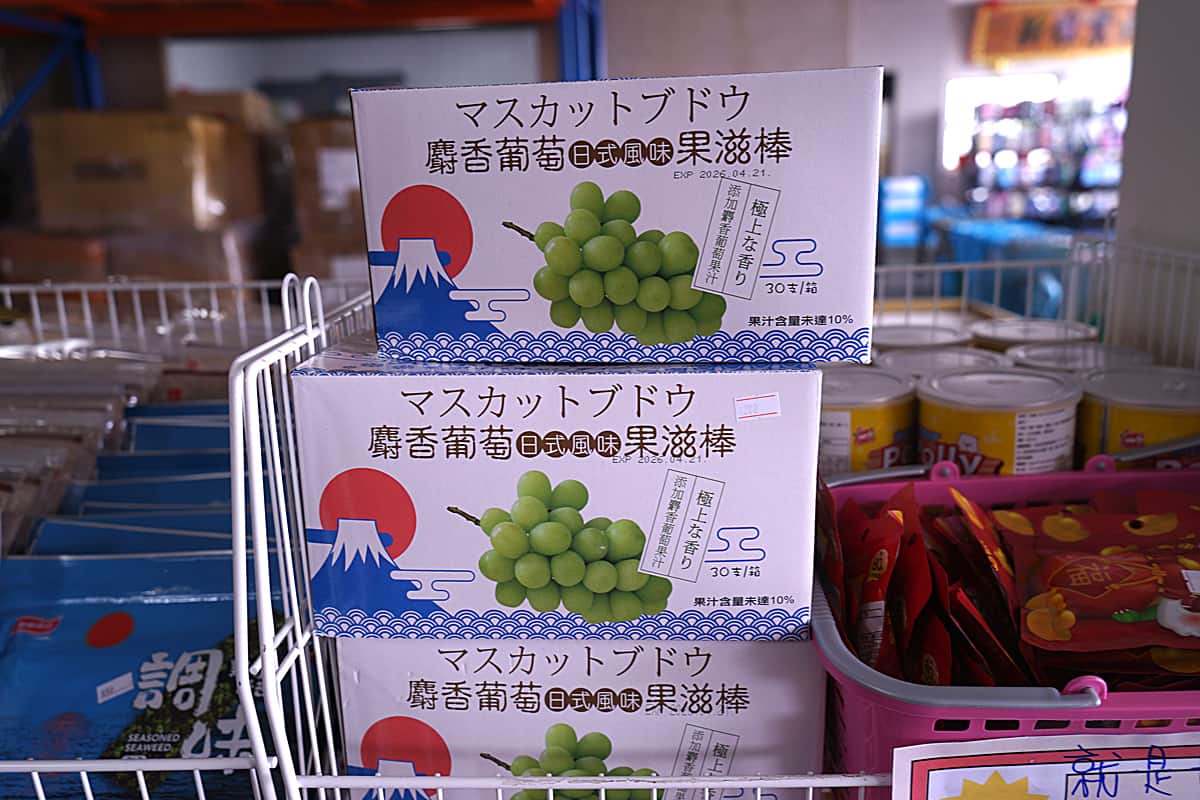 マスカットブドウ
麝香葡萄日式風味果滋棒
EXP 2026.04.21.
極上な香り
添加麝香葡萄果汁
30支/箱
果汁含量未達10%
マスカットブドウ
麝香葡萄日式風味果滋棒
EXP 2026.04.21.
極上な香り
添加麝香葡萄果汁
30支/箱
果汁含量未達10%
マスカットブドウ
麝香葡萄日式風味果滋棒
調味
SEASONED
SEAWEED
福
就是